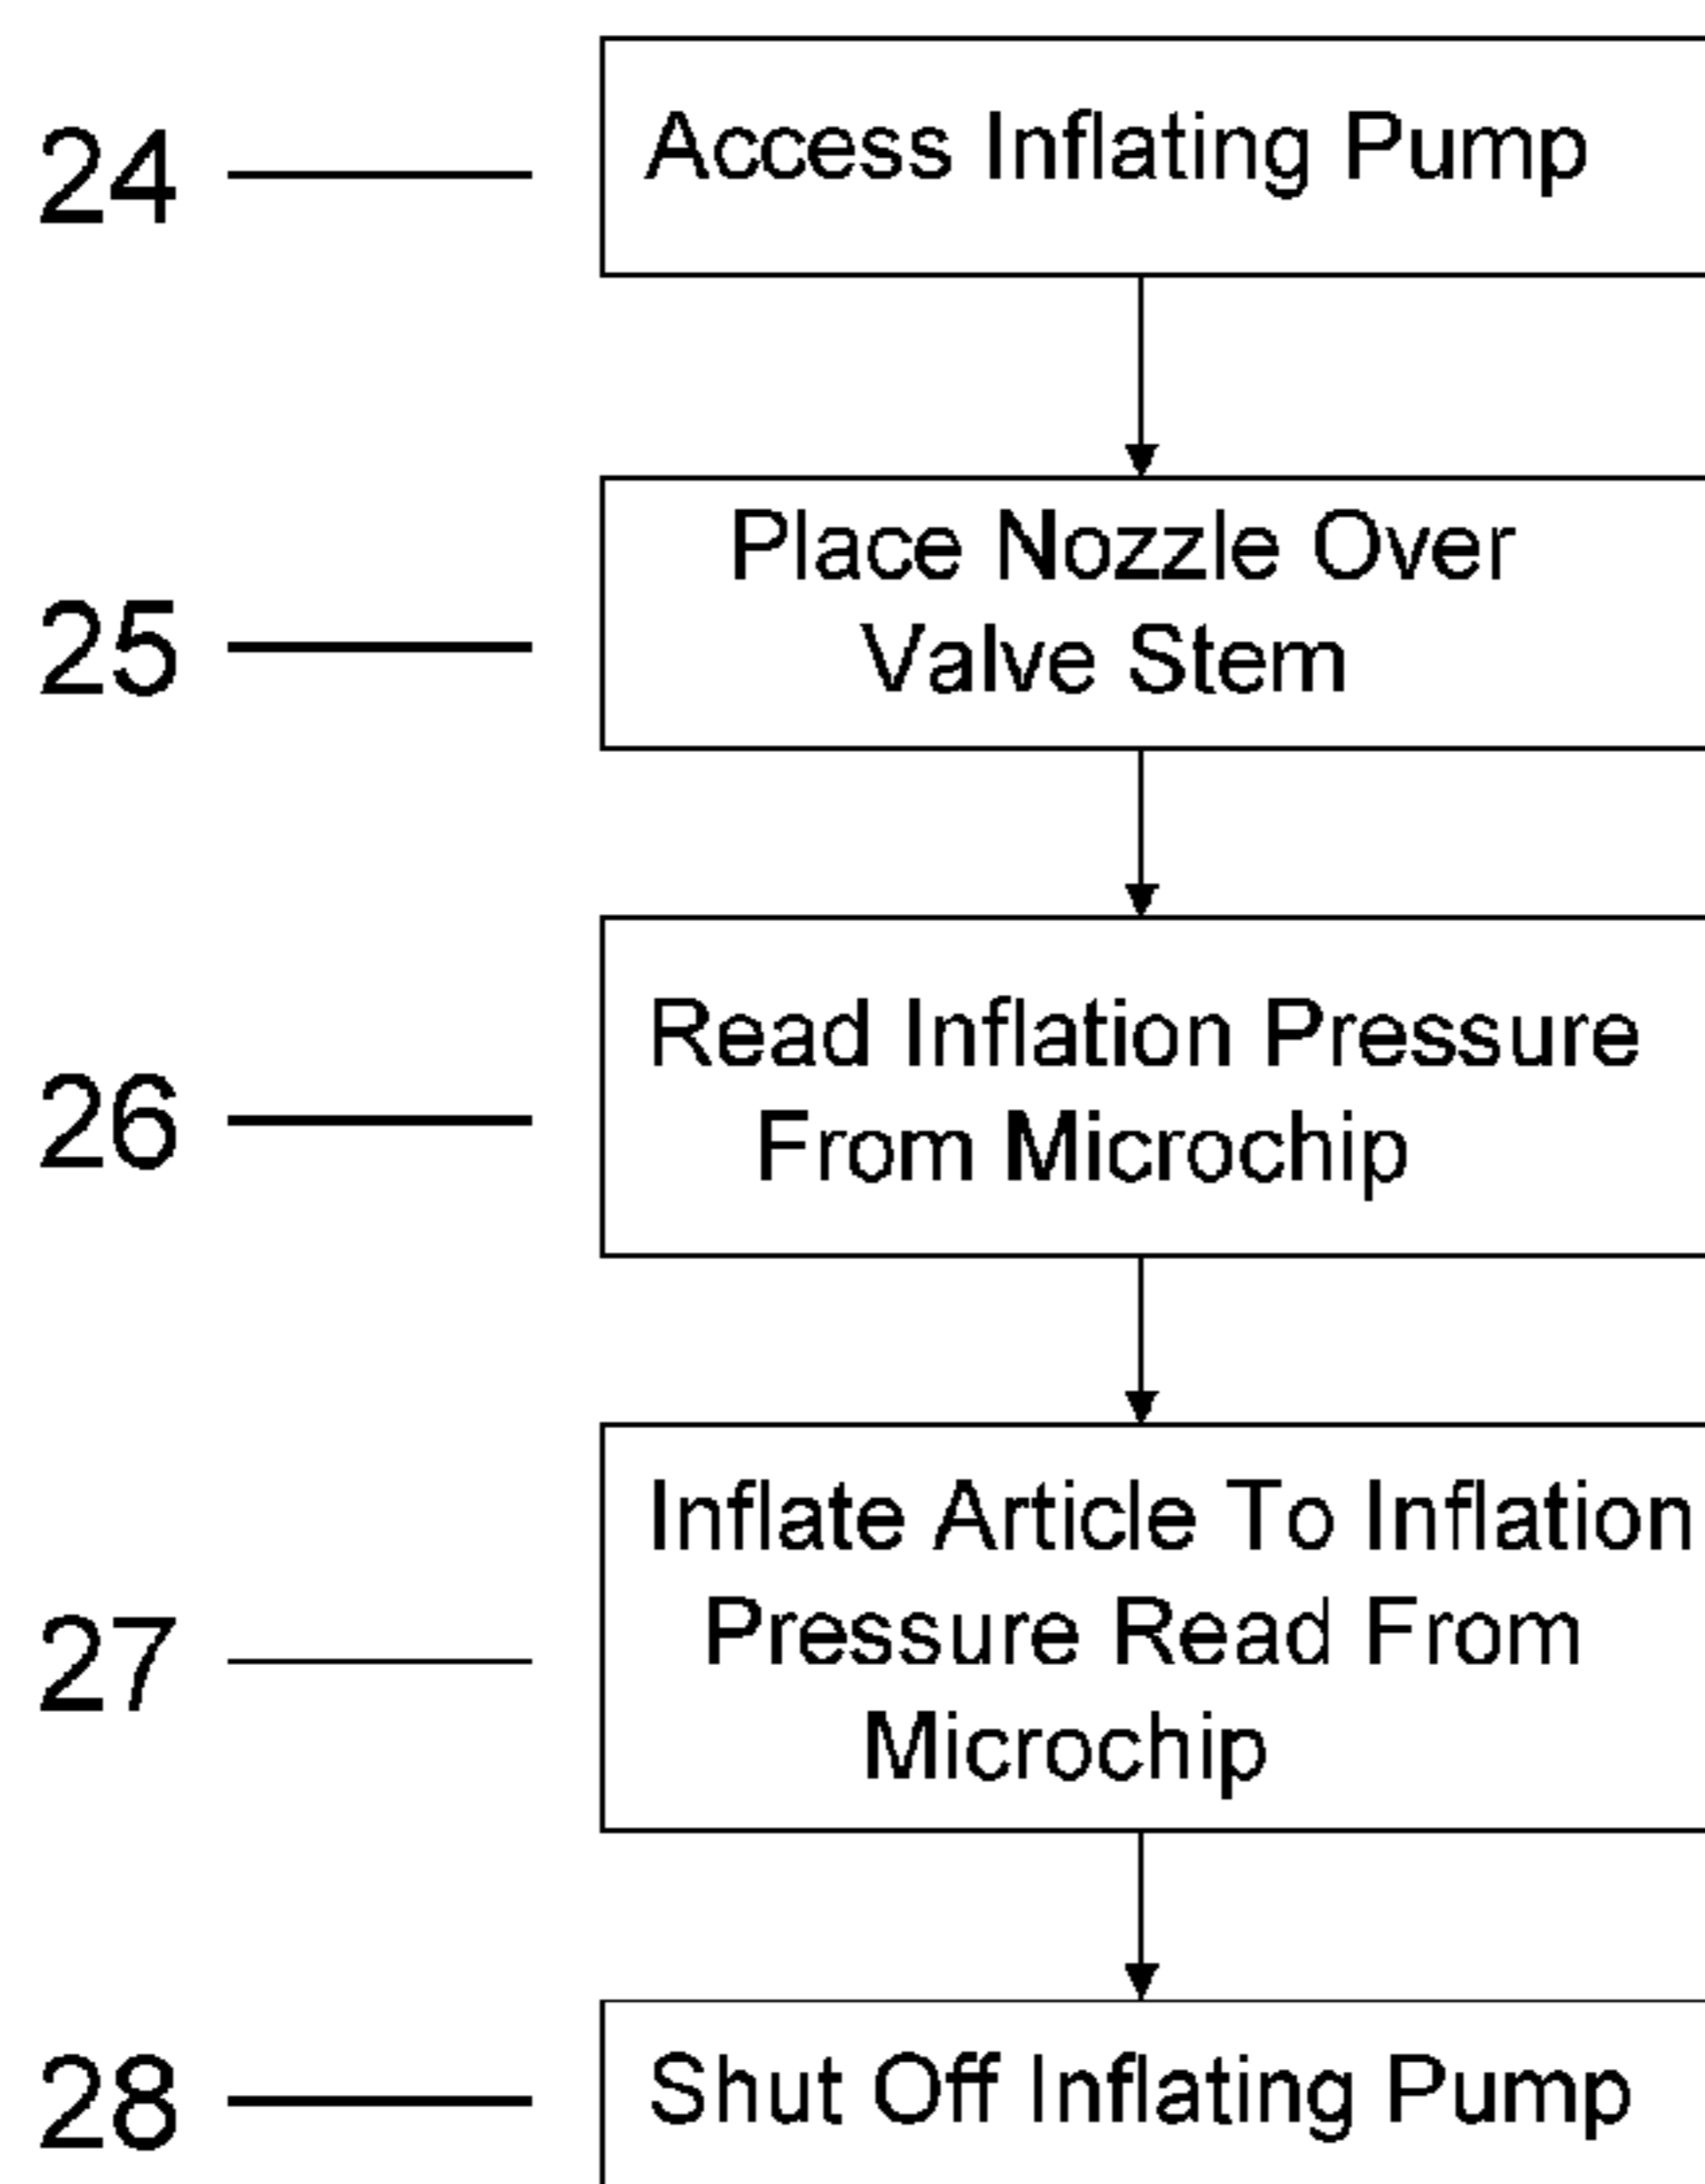 24
Access Inflating Pump
25
Place Nozzle Over
Valve Stem
26
Read Inflation Pressure
From Microchip
27
Inflate Article To Inflation
Pressure Read From
Microchip
28
Shut Off Inflating Pump